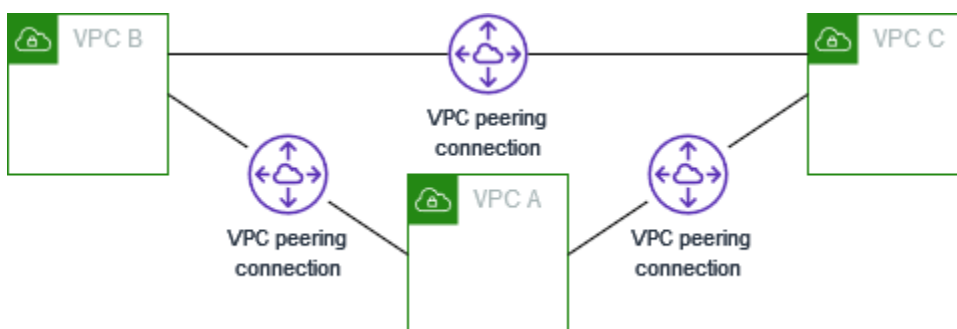 VPC B
VPC C
VPC peering
connection
VPC A
VPC peering
connection
VPC peering
connection